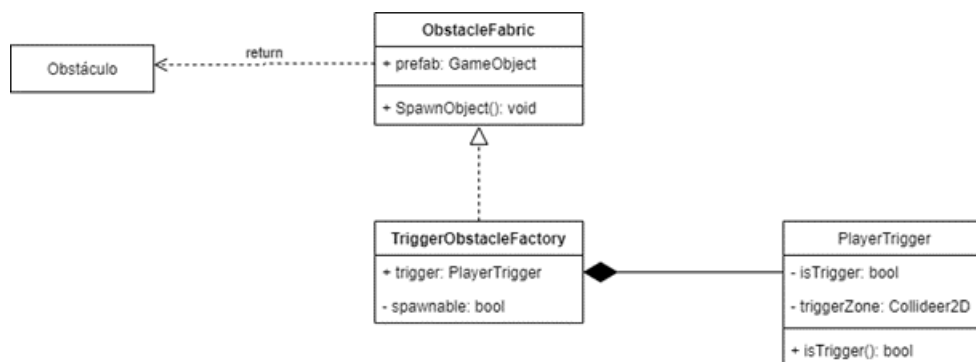 ObstacleFabric
return
Obstáculo
+ prefab: GameObject
+ SpawnObject(): void
TriggerObstacleFactory
PlayerTrigger
+ trigger: PlayerTrigger
- isTrigger: bool
- spawnable: bool
- triggerZone: Collideer2D
+ isTrigger(): bool